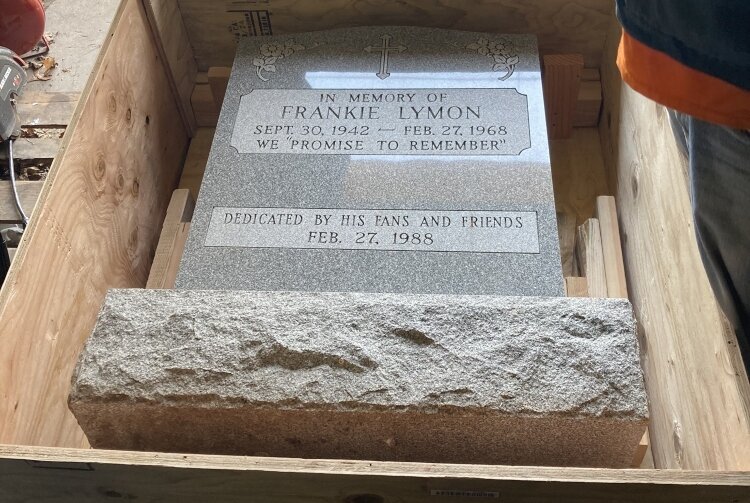 IN MEMORY OF
FRANKIE LYMON
SEPT. 30, 1942 — FEB. 27, 1968
WE "PROMISE TO REMEMBER"
DEDICATED BY HIS FANS AND FRIENDS
FEB. 27, 1988